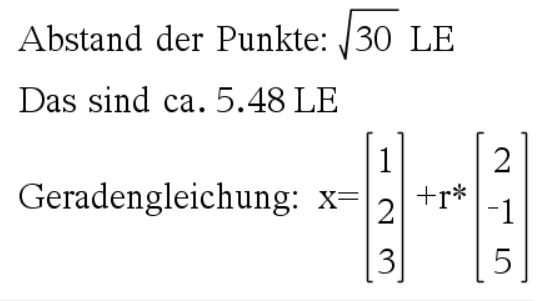 Abstand der Punkte: √30 LE
Das sind ca. 5.48 LE
Geradengleichung: x=[1 2 3]+r*[2 -1 5]